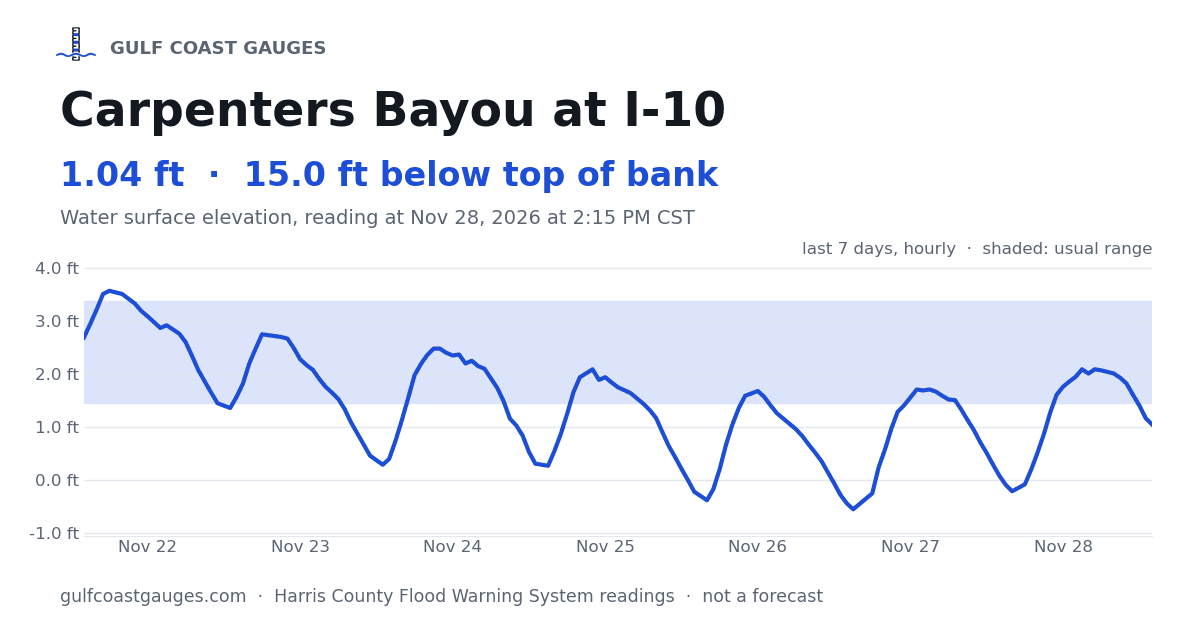 GULF COAST GAUGES
Carpenters Bayou at I-10
1.04 ft · 15.0 ft below top of bank
Water surface elevation, reading at Nov 28, 2026 at 2:15 PM CST
last 7 days, hourly · shaded: usual range
4.0 ft
3.0 ft
2.0 ft
1.0 ft
0.0 ft
-1.0 ft
Nov 22 Nov 23 Nov 24 Nov 25 Nov 26 Nov 27 Nov 28
gulfcoastgauges.com · Harris County Flood Warning System readings · not a forecast